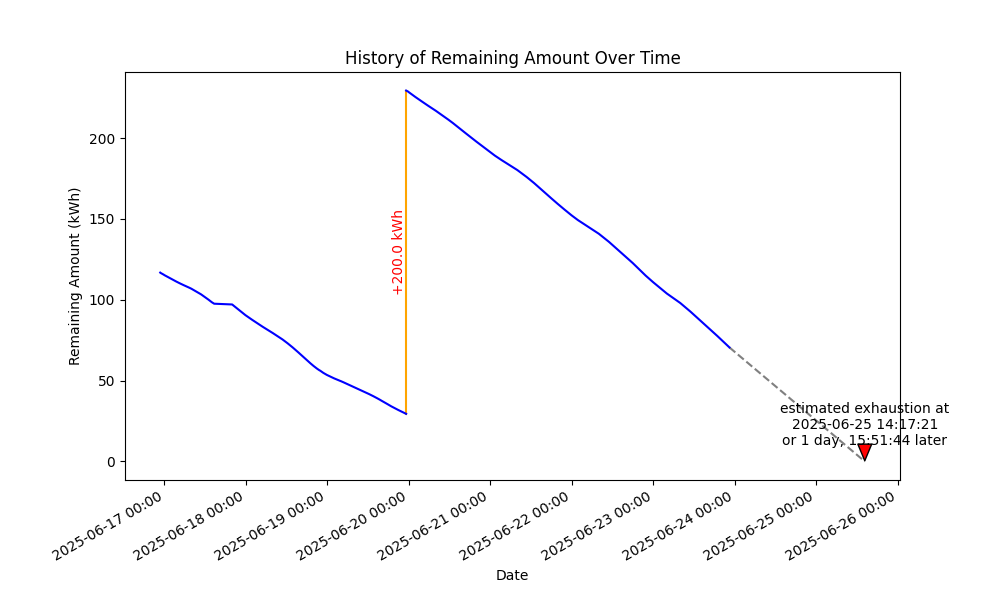 History of Remaining Amount Over Time
Remaining Amount (kWh)
200
150
100
50
0
+200.0 kWh
estimated exhaustion at
2025-06-25 14:17:21
or 1 day, 15:51:44 later
2025-06-17 00:00
2025-06-18 00:00
2025-06-19 00:00
2025-06-20 00:00
2025-06-21 00:00
2025-06-22 00:00
2025-06-23 00:00
2025-06-24 00:00
2025-06-25 00:00
2025-06-26 00:00
Date